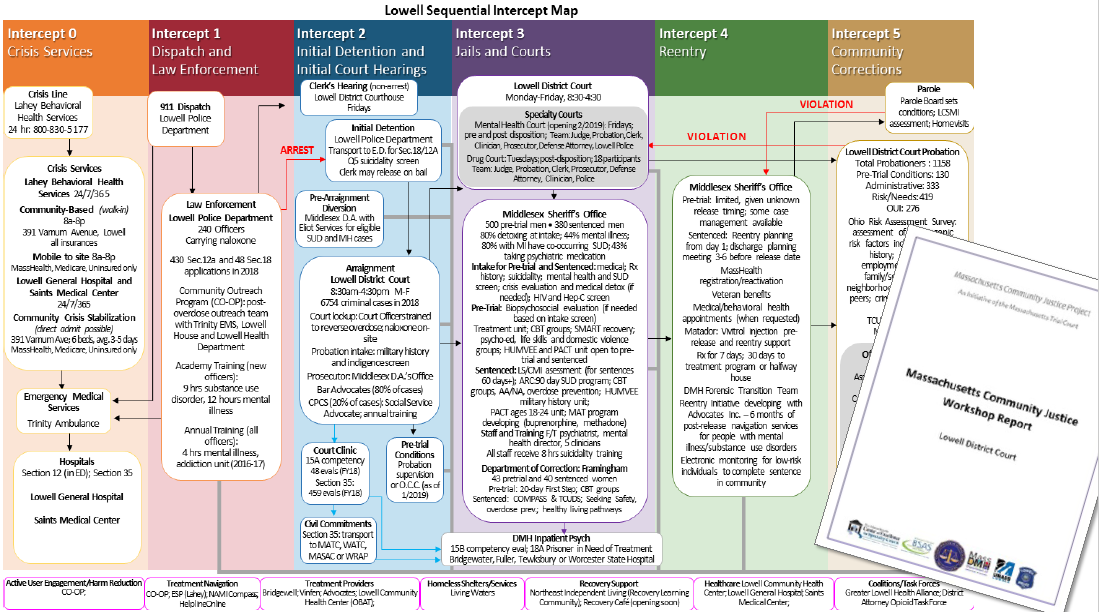 Lowell Sequential Intercept Map
Intercept 0
Crisis Services
Intercept 1
Dispatch and
Law Enforcement
Intercept 2
Initial Detention and
Initial Court Hearings
Intercept 3
Jails and Courts
Intercept 4
Reentry
Intercept 5
Community
Corrections
Crisis Line
Lahey Behavioral
Health Services
24 hr: 800-830-5177
Crisis Services
Lahey Behavioral Health
Services 24/7/365
Community-Based (walk-in)
8a-8p
391 Varnum Avenue, Lowell
all insurances
Mobile to site 8a-8p
MassHealth, Medicare, Uninsured only
Lowell General Hospital and
Saints Medical Center
24/7/365
Community Crisis Stabilization
(direct admit possible)
391 Varnum Ave; 6 beds, avg. 3-5 days
MassHealth, Medicare, Uninsured only
Emergency Medical
Services
Trinity Ambulance
Hospitals
Section 12 (in ED); Section 35
Lowell General Hospital
Saints Medical Center
911 Dispatch
Lowell Police
Department
ARREST
Law Enforcement
Lowell Police Department
240 Officers
Carrying naloxone
430 Sec.12a and 48 Sec.18
applications in 2018
Community Outreach
Program (CO-OP): post-
overdose outreach team
with Trinity EMS, Lowell
House and Lowell Health
Department
Academy Training (new
officers):
9 hrs substance use
disorder, 12 hours mental
illness
Annual Training (all
officers):
4 hrs mental illness,
addiction unit (2016-17)
Clerk's Hearing (non-arrest)
Lowell District Courthouse
Fridays
Initial Detention
Lowell Police Department
Transport to E.D. for Sec.18/12A
Q5 suicidality screen
Clerk may release on bail
Pre-Arraignment
Diversion
Middlesex D.A. with
Eliot Services for eligible
SUD and MH cases
Arraignment
Lowell District Court
8:30am-4:30pm M-F
6754 criminal cases in 2018
Court lockup: Court Officers trained
to reverse overdose; naloxone on-
site
Probation intake: military history
and indigence screen
Prosecutor: Middlesex D.A.'s Office
Bar Advocates (80% of cases)
CPCS (20% of cases): Social Service
Advocate; annual training
Court Clinic
15A competency
48 evals (FY18)
Section 35:
459 evals (FY18)
Pre-trial
Conditions
Probation
supervision
or O.C.C. (as of
1/2019)
Civil Commitments
Section 35: transport
to MATC, WATC,
MASAC or WRAP
Lowell District Court
Monday-Friday, 8:30-4:30
Specialty Courts
Mental Health Court (opening 2/2019): Fridays;
pre and post disposition; Team: Judge, Probation, Clerk,
Clinician, Prosecutor, Defense Attorney, Lowell Police
Drug Court: Tuesdays; post-disposition; 18 participants
Team: Judge, Probation, Clerk, Prosecutor, Defense
Attorney, Clinician, Police
Middlesex Sheriff's Office
500 pre-trial men • 380 sentenced men
80% detoxing at intake; 44% mental illness;
80% with MI have co-occurring SUD; 43%
taking psychiatric medication
Intake for Pre-trial and Sentenced: medical; Rx
history; suicidality; mental health and SUD
screen; crisis evaluation and medical detox (if
needed); HIV and Hep-C screen
Pre-Trial: Biopsychosocial evaluation (if needed
based on intake screen)
Treatment unit; CBT groups; SMART recovery;
psycho-ed, life skills and domestic violence
groups; HUMVEE and PACT unit open to pre-
trial and sentenced
Sentenced: LS/CMI assessment (for sentences
60 days+); ARC:90 day SUD program; CBT
groups, AA/NA, overdose prevention; HUMVEE
military history unit;
PACT ages 18-24 unit; MAT program
developing (buprenorphine, methadone)
Staff and Training F/T psychiatrist, mental
health director, 5 clinicians
All staff receive 8 hrs suicidality training
Department of Correction: Framingham
43 pretrial and 40 sentenced women
Pre-trial: 20-day First Step; CBT groups
Sentenced: COMPASS & TCUDS; Seeking Safety,
overdose prev.; healthy living pathways
DMH Inpatient Psych
15B competency eval; 18A Prisoner in Need of Treatment
Bridgewater, Fuller, Tewksbury or Worcester State Hospital
VIOLATION
VIOLATION
Middlesex Sheriff's Office
Pre-trial: limited, given unknown
release timing; some case
management available
Sentenced: Reentry planning
from day 1; discharge planning
meeting 3-6 before release date
MassHealth
registration/reactivation
Veteran benefits
Medical/behavioral health
appointments (when requested)
Matador: Vivitrol injection pre-
release and reentry support
Rx for 7 days; 30 days to
treatment program or halfway
house
DMH Forensic Transition Team
Reentry initiative developing with
Advocates Inc. – 6 months of
post-release navigation services
for people with mental
illness/substance use disorders
Electronic monitoring for low-risk
individuals to complete sentence
in community
Parole
Parole Board sets
conditions; LCSMI
assessment; Home visits
Lowell District Court Probation
Total Probationers : 1158
Pre-Trial Conditions: 130
Administrative: 333
Risk/Needs: 419
OUI: 276
Ohio Risk Assessment Survey:
assessment of
risk factors
history;
Massachusetts Community Justice Project
An Initiative of the Massachusetts Trial Court
Massachusetts Community Justice
Workshop Report
Lowell District Court
BSAS
Active User Engagement/Harm Reduction
CO-OP;
Treatment Navigation
CO-OP; ESP (Lahey); NAMI Compass;
Helpline Online
Treatment Providers
Bridgewell; Vinfen; Advocates; Lowell Community
Health Center (OBAT);
Homeless Shelters/Services
Living Waters
Recovery Support
Northeast Independent Living (Recovery Learning
Community); Recovery Café (opening soon)
Healthcare Lowell Community Heath
Center; Lowell General Hospital; Saints
Medical Center;
Coalitions/Task Forces
Greater Lowell Health Alliance; District
Attorney Opioid Task Force